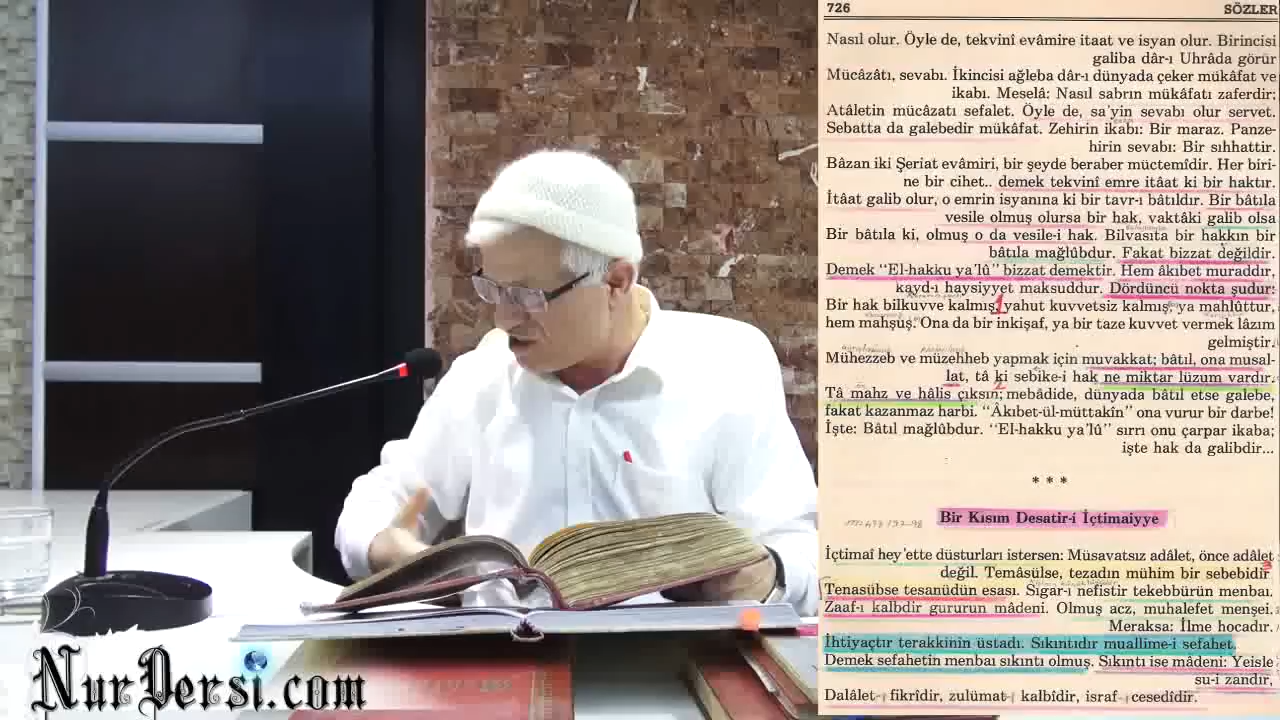 726 SÖZLER
Nasıl olur. Öyle de, tekvinî evâmire itaat ve isyan olur. Birincisi
galiba dâr-ı Uhrâda görür
Mücâzâtı, sevabı. İkincisi ağleba dâr-ı dünyada çeker mükâfat ve
ikabı. Meselâ: Nasıl sabrın mükâfatı zaferdir;
Atâletin mücazatı sefalet. Öyle de, sa'yin sevabı olur servet.
Sebatta da galebedir mükâfat. Zehirin ikabı: Bir maraz. Panze-
hirin sevabı: Bir sıhhattir.
Bâzan iki Şeriat evâmiri, bir şeyde beraber müctemîdir. Her biri-
ne bir cihet.. demek tekvinî emre itâat ki bir haktır.
İtâat galib olur, o emrin isyanına ki bir tavr-ı bâtıldır. Bir bâtıla
vesile olmuş olursa bir hak, vaktâki galib olsa
Bir bâtıla ki, olmuş o da vesile-i hak. Bilvasıta bir hakkın bir
bâtıla mağlûbdur. Fakat bizzat değildir.
Demek "El-hakku ya'lû" bizzat demektir. Hem âkıbet muraddır,
kayd-ı haysiyyet maksuddur. Dördüncü nokta şudur:
Bir hak bilkuvve kalmış, yahut kuvvetsiz kalmış, ya mahlûttur,
hem mahşuş. Ona da bir inkişaf, ya bir taze kuvvet vermek lâzım
gelmiştir.
Mühezzeb ve müzehheb yapmak için muvakkat; bâtıl, ona musal-
lat, tâ ki sebike-i hak ne miktar lüzum vardır.
Tâ mahz ve hâlis çıksın; mebâdide, dünyada bâtıl etse galebe,
fakat kazanmaz harbi. "Âkıbet-ül-müttakîn" ona vurur bir darbe!
İşte: Bâtıl mağlûbdur. "El-hakku ya'lû" sırrı onu çarpar ikaba;
işte hak da galibdir...
* * *
Bir Kısım Desatir-i İçtimaiyye
İçtimaî hey'ette düsturları istersen: Müsavatsız adâlet, önce adâlet
değil. Temâsülse, tezadın mühim bir sebebidir
Tenasübse tesanüdün esası. Sigar-ı nefistir tekebbürün menbaı.
Zaaf-ı kalbdir gururun mâdeni. Olmuş acz, muhalefet menşei.
Meraksa: İlme hocadır.
İhtiyaçtır terakkinin üstadı. Sıkıntıdır muallime-i sefahet.
Demek sefahetin menbaı sıkıntı olmuş. Sıkıntı ise mâdeni: Yeisle
su-i zandır,
Dalâlet-i fikrîdir, zulümat-ı kalbîdir, israf-ı cesedîdir.
NurDersi.com